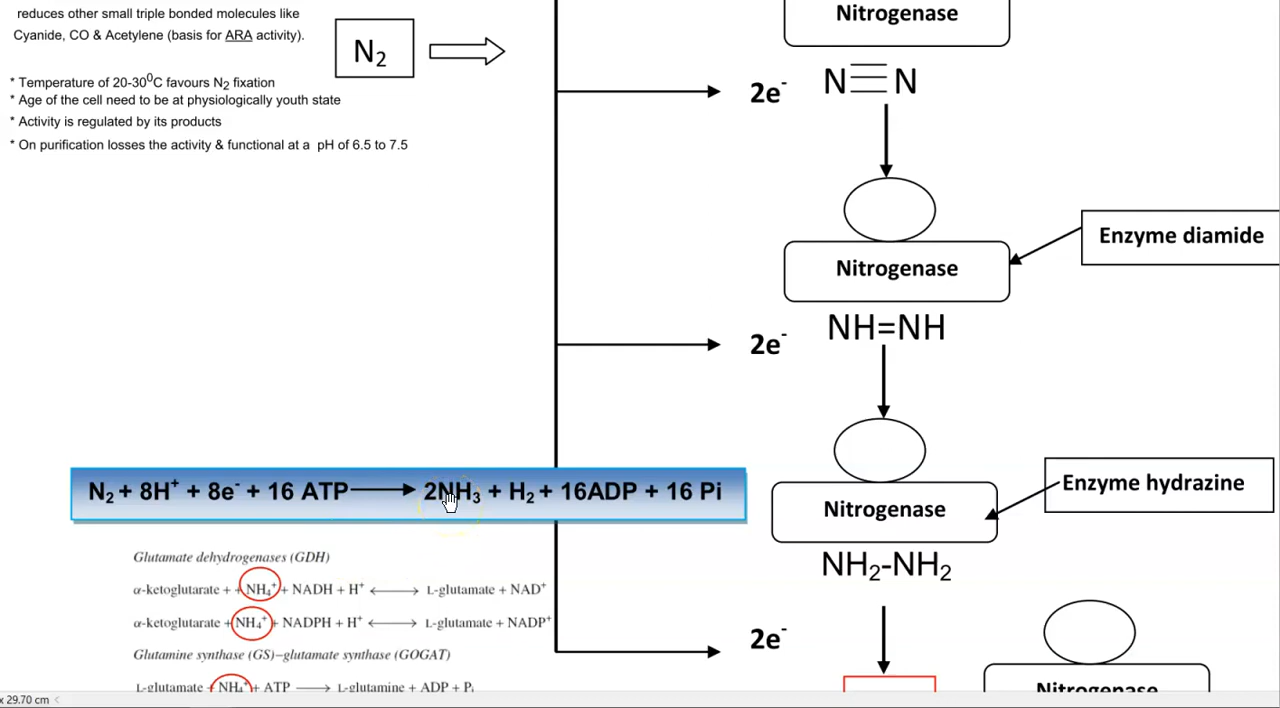 reduces other small triple bonded molecules like
Cyanide, CO & Acetylene (basis for ARA activity).
* Temperature of 20-30⁰C favours N₂ fixation
* Age of the cell need to be at physiologically youth state
* Activity is regulated by its products
* On purification losses the activity & functional at a pH of 6.5 to 7.5
N₂
Nitrogenase
2e⁻
N≡N
Enzyme diamide
Nitrogenase
2e⁻
NH=NH
N₂ + 8H⁺ + 8e⁻ + 16 ATP → 2NH₃ + H₂ + 16ADP + 16 Pi
Enzyme hydrazine
Nitrogenase
NH₂-NH₂
Glutamate dehydrogenases (GDH)
α-ketoglutarate + + NH₄⁺ + NADH + H⁺ ⟷ L-glutamate + NAD⁺
α-ketoglutarate + NH₄⁺ + NADPH + H⁺ ⟷ L-glutamate + NADP⁺
Glutamine synthase (GS)–glutamate synthase (GOGAT)
L-glutamate + NH₄⁺ + ATP → L-glutamine + ADP + Pᵢ
2e⁻
Nitrogenase
x 29.70 cm